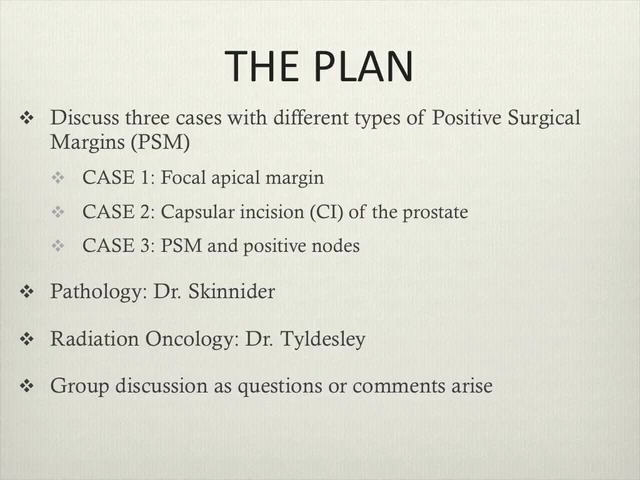 THE PLAN
Discuss three cases with different types of Positive Surgical
Margins (PSM)
CASE 1: Focal apical margin
CASE 2: Capsular incision (CI) of the prostate
CASE 3: PSM and positive nodes
Pathology: Dr. Skinnider
Radiation Oncology: Dr. Tyldesley
Group discussion as questions or comments arise